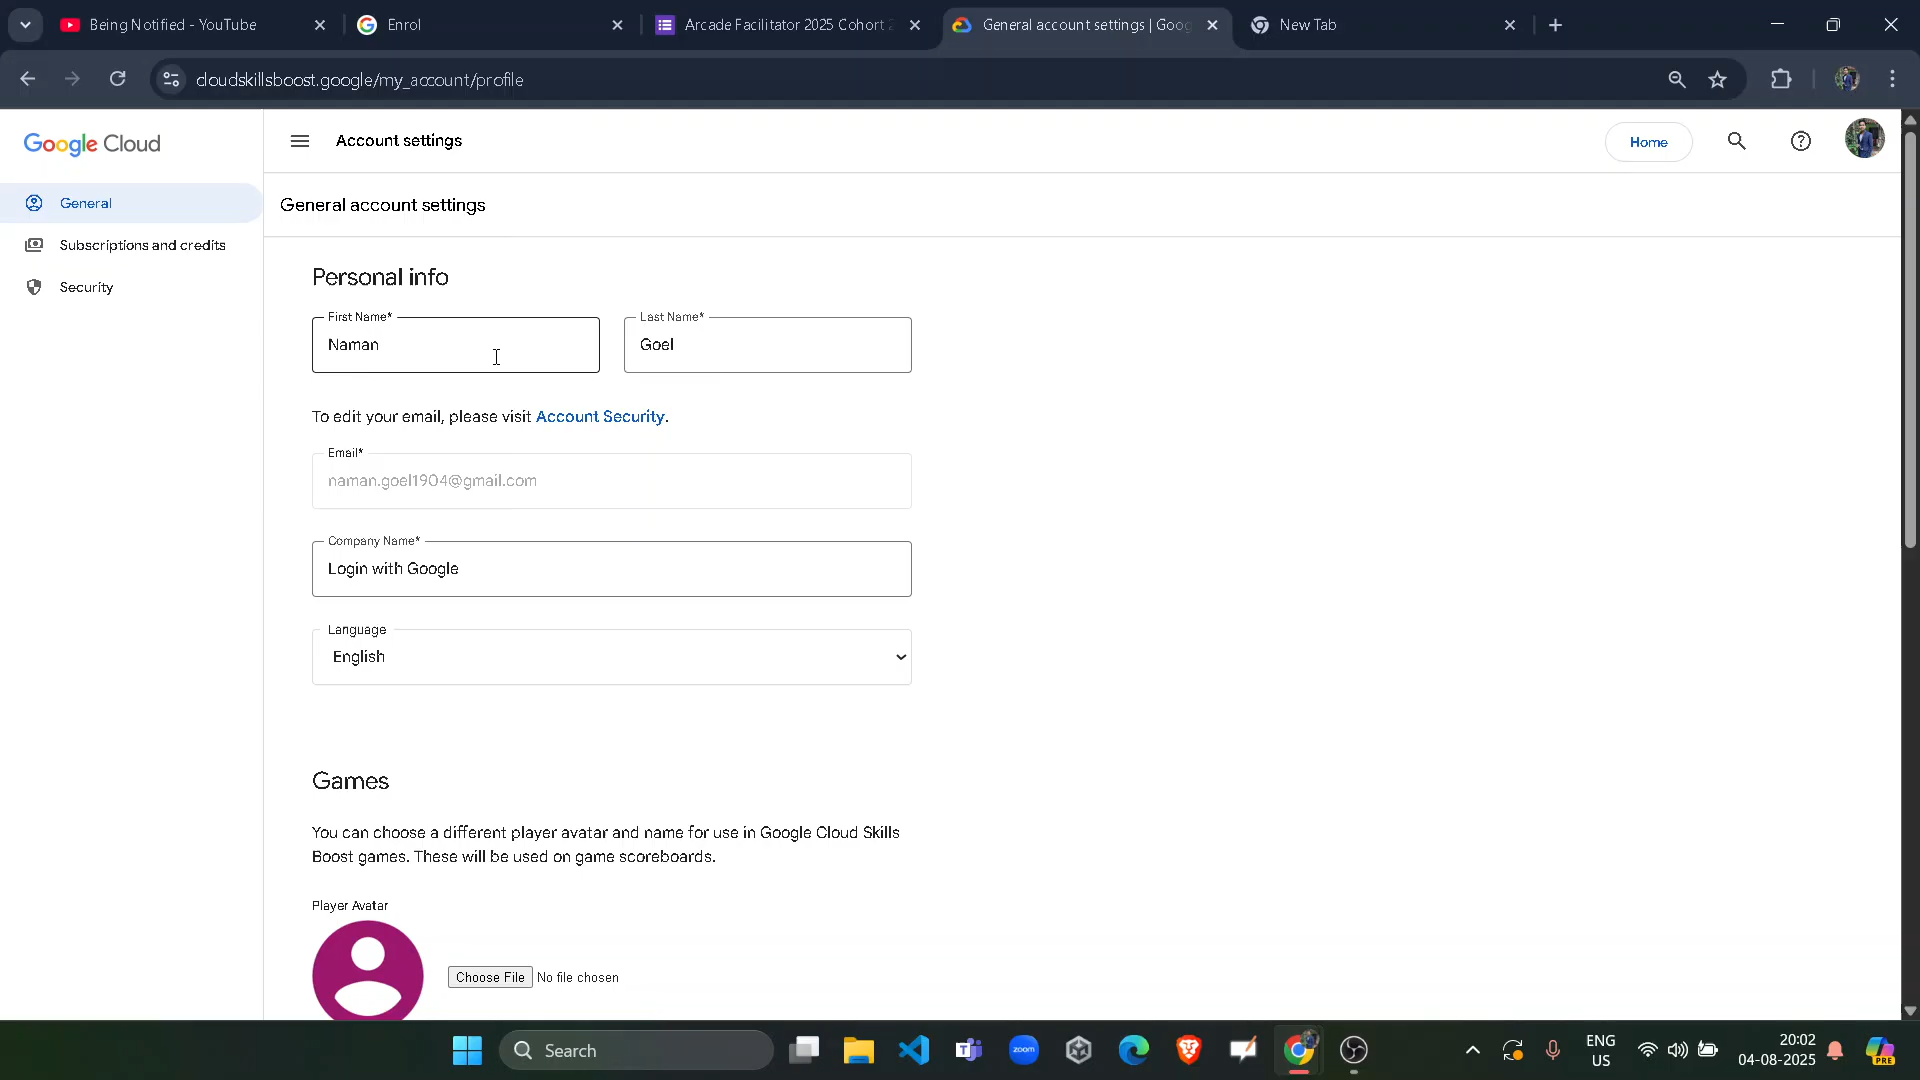 Being Notified - YouTube
Enrol
Arcade Facilitator 2025 Cohort 2
General account settings | Goog
New Tab
cloudskillsboost.google/my_account/profile
Google Cloud
Account settings
Home
General
General account settings
Subscriptions and credits
Security
Personal info
First Name*
Last Name*
Naman
Goel
To edit your email, please visit Account Security.
Email*
naman.goel1904@gmail.com
Company Name*
Login with Google
Language
English
Games
You can choose a different player avatar and name for use in Google Cloud Skills
Boost games. These will be used on game scoreboards.
Player Avatar
Choose File No file chosen
Search
zoom
ENG
US
20:02
04-08-2025
PRE